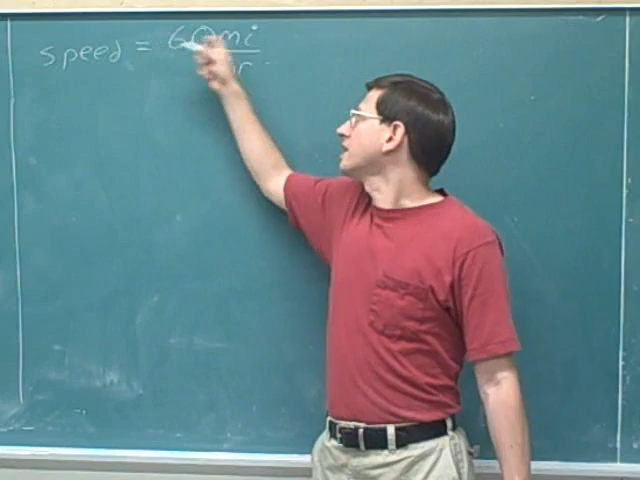 speed = 60 mi
hr